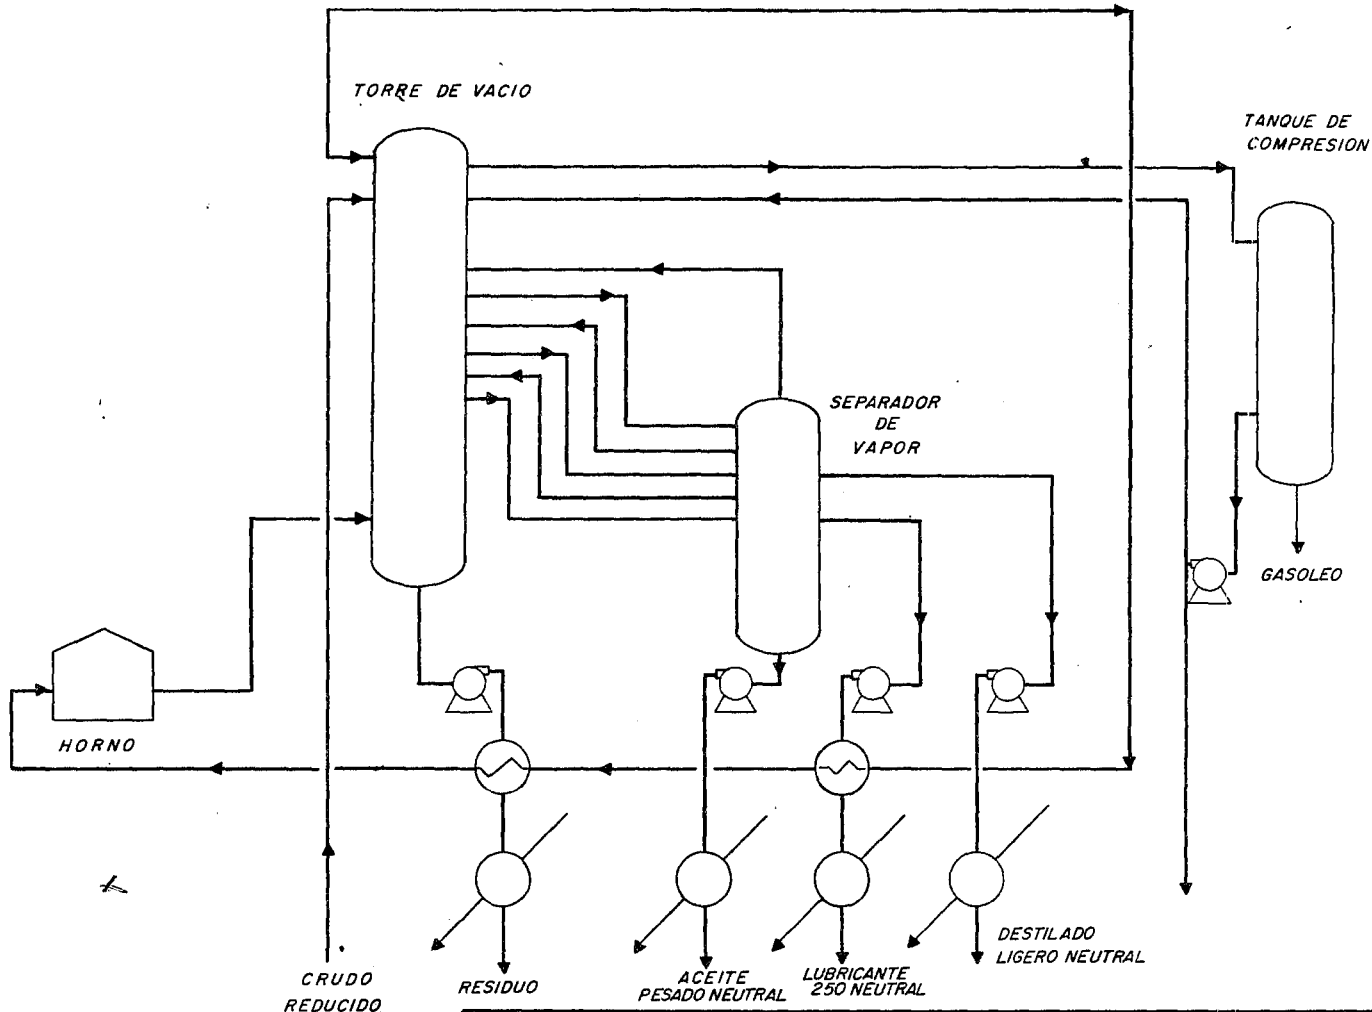 TORRE DE VACIO
TANQUE DE
COMPRESION
SEPARADOR
DE
VAPOR
GASOLEO
HORNO
CRUDO
REDUCIDO
RESIDUO
ACEITE
PESADO NEUTRAL
LUBRICANTE
250 NEUTRAL
DESTILADO
LIGERO NEUTRAL